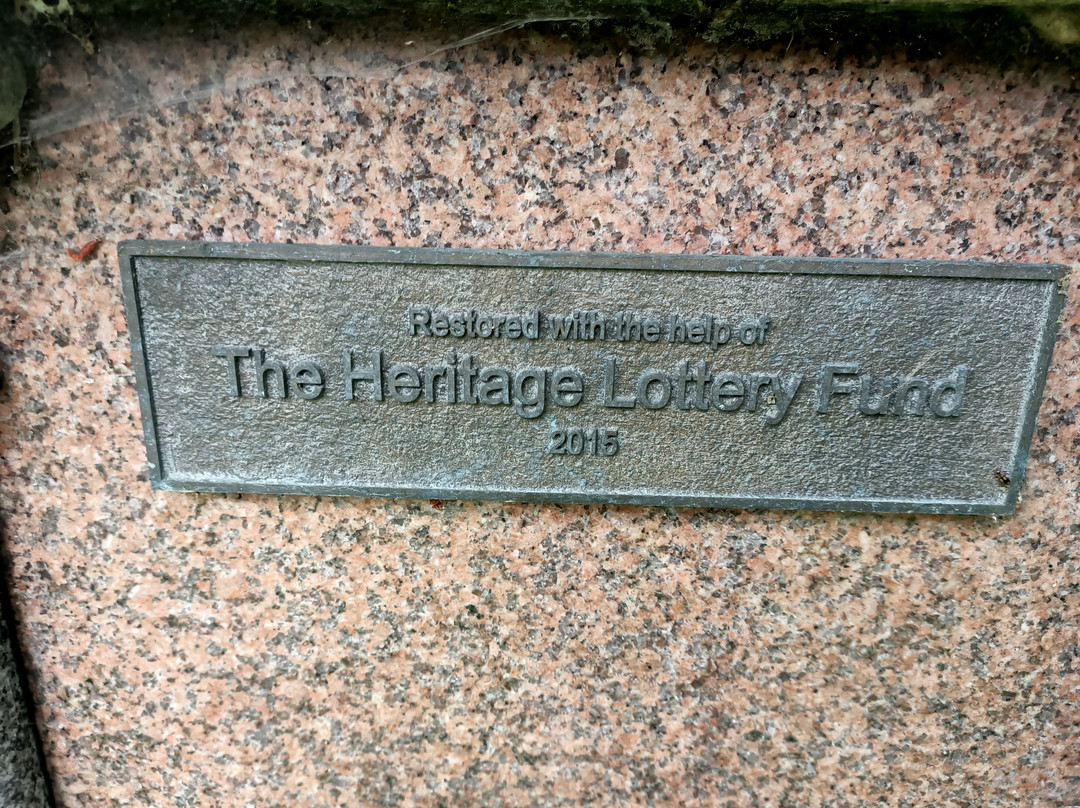 Restored with the help of
The Heritage Lottery Fund
2015